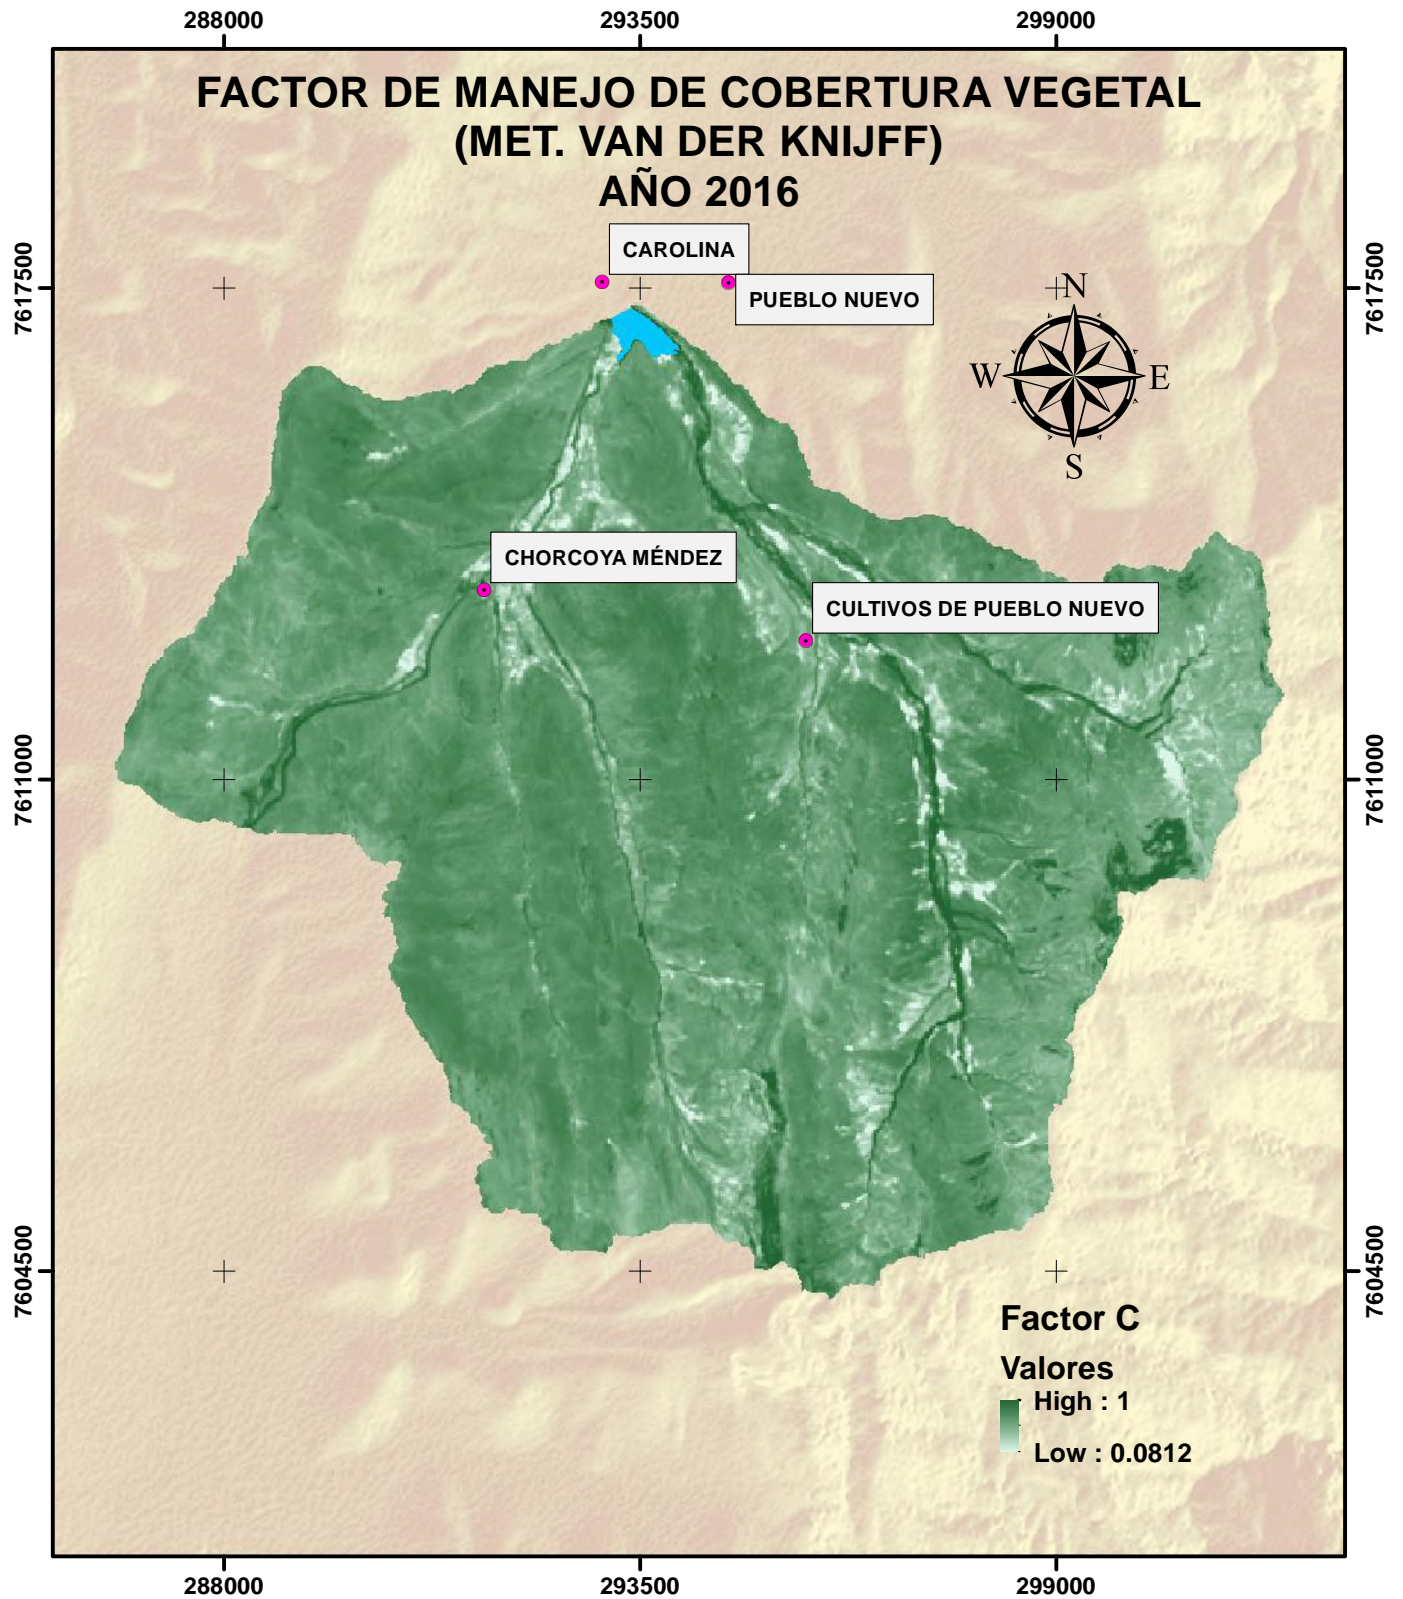 288000 293500 299000
FACTOR DE MANEJO DE COBERTURA VEGETAL
(MET. VAN DER KNIJFF)
AÑO 2016
CAROLINA
PUEBLO NUEVO
7617500
7617500
N
W
E
S
CHORCOYA MÉNDEZ
CULTIVOS DE PUEBLO NUEVO
7611000
7611000
7604500
7604500
Factor C
Valores
High : 1
Low : 0.0812
288000 293500 299000